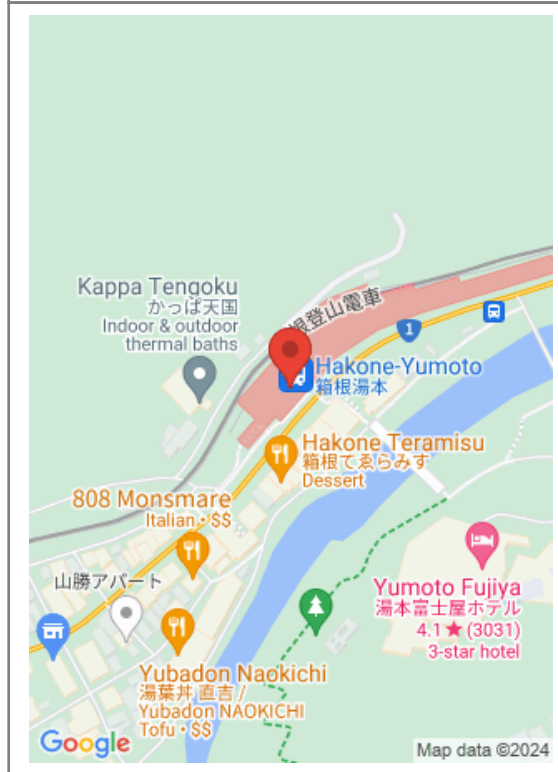 根登山電車
1
Kappa Tengoku
かっぱ天国
Indoor & outdoor
thermal baths
Hakone-Yumoto
箱根湯本
Hakone Teramisu
箱根てゑらみす
Dessert
808 Monsmare
Italian • $$
山勝アパート
Yumoto Fujiya
湯本富士屋ホテル
4.1 ★ (3031)
3-star hotel
Yubadon Naokichi
湯葉丼 直吉 /
Yubadon NAOKICHI
Tofu • $$
Google
Map data ©2024